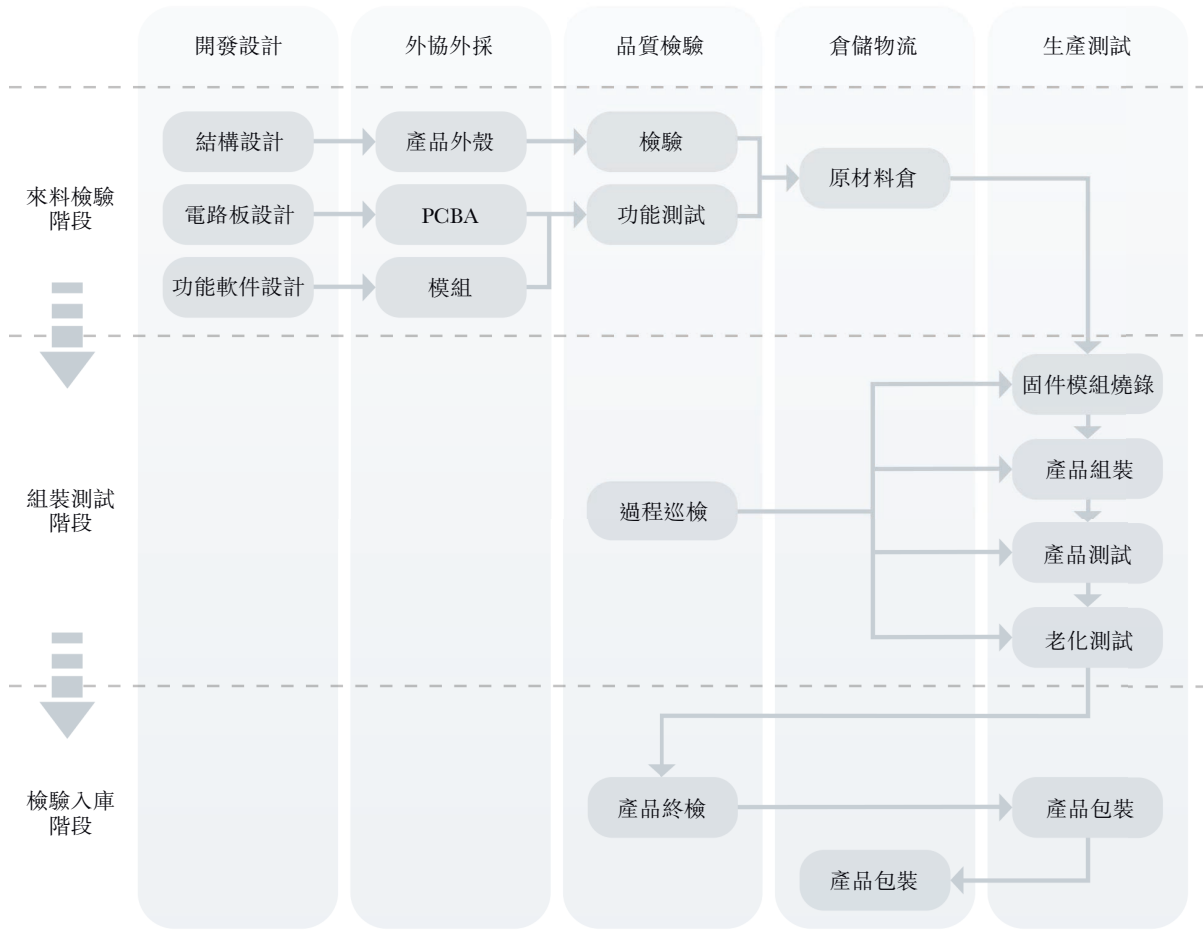 開發設計
外協外採
品質檢驗
倉儲物流
生產測試
來料檢驗
階段
結構設計
產品外殼
檢驗
原材料倉
電路板設計
PCBA
功能測試
功能軟件設計
模組
組裝測試
階段
固件模組燒錄
產品組裝
過程巡檢
產品測試
老化測試
檢驗入庫
階段
產品終檢
產品包裝
產品包裝